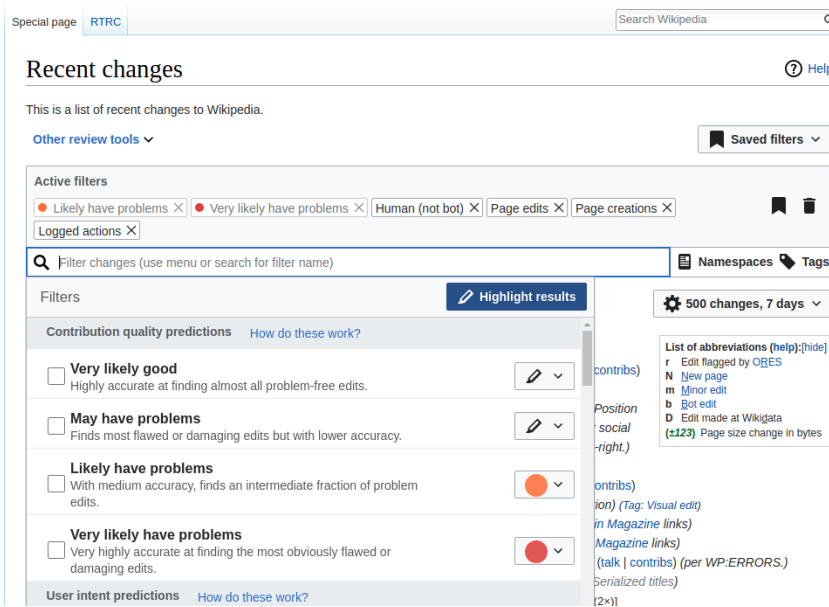 Special page RTRC Search Wikipedia
Recent changes Help
This is a list of recent changes to Wikipedia.
Other review tools Saved filters
Active filters
Likely have problems Very likely have problems Human (not bot) Page edits Page creations
Logged actions
Filter changes (use menu or search for filter name) Namespaces Tags
Filters Highlight results 500 changes, 7 days
Contribution quality predictions How do these work?
List of abbreviations (help):[hide]
r Edit flagged by ORES
N New page
m Minor edit
b Bot edit
D Edit made at Wikidata
(±123) Page size change in bytes
Very likely good
Highly accurate at finding almost all problem-free edits.
contribs)
May have problems
Finds most flawed or damaging edits but with lower accuracy.
Position
social
-right.)
Likely have problems
With medium accuracy, finds an intermediate fraction of problem
edits.
ontribs)
ion) (Tag: Visual edit)
in Magazine links)
Very likely have problems
Very highly accurate at finding the most obviously flawed or
damaging edits.
Magazine links)
(talk | contribs) (per WP:ERRORS.)
Serialized titles)
User intent predictions How do these work?
(2×)]